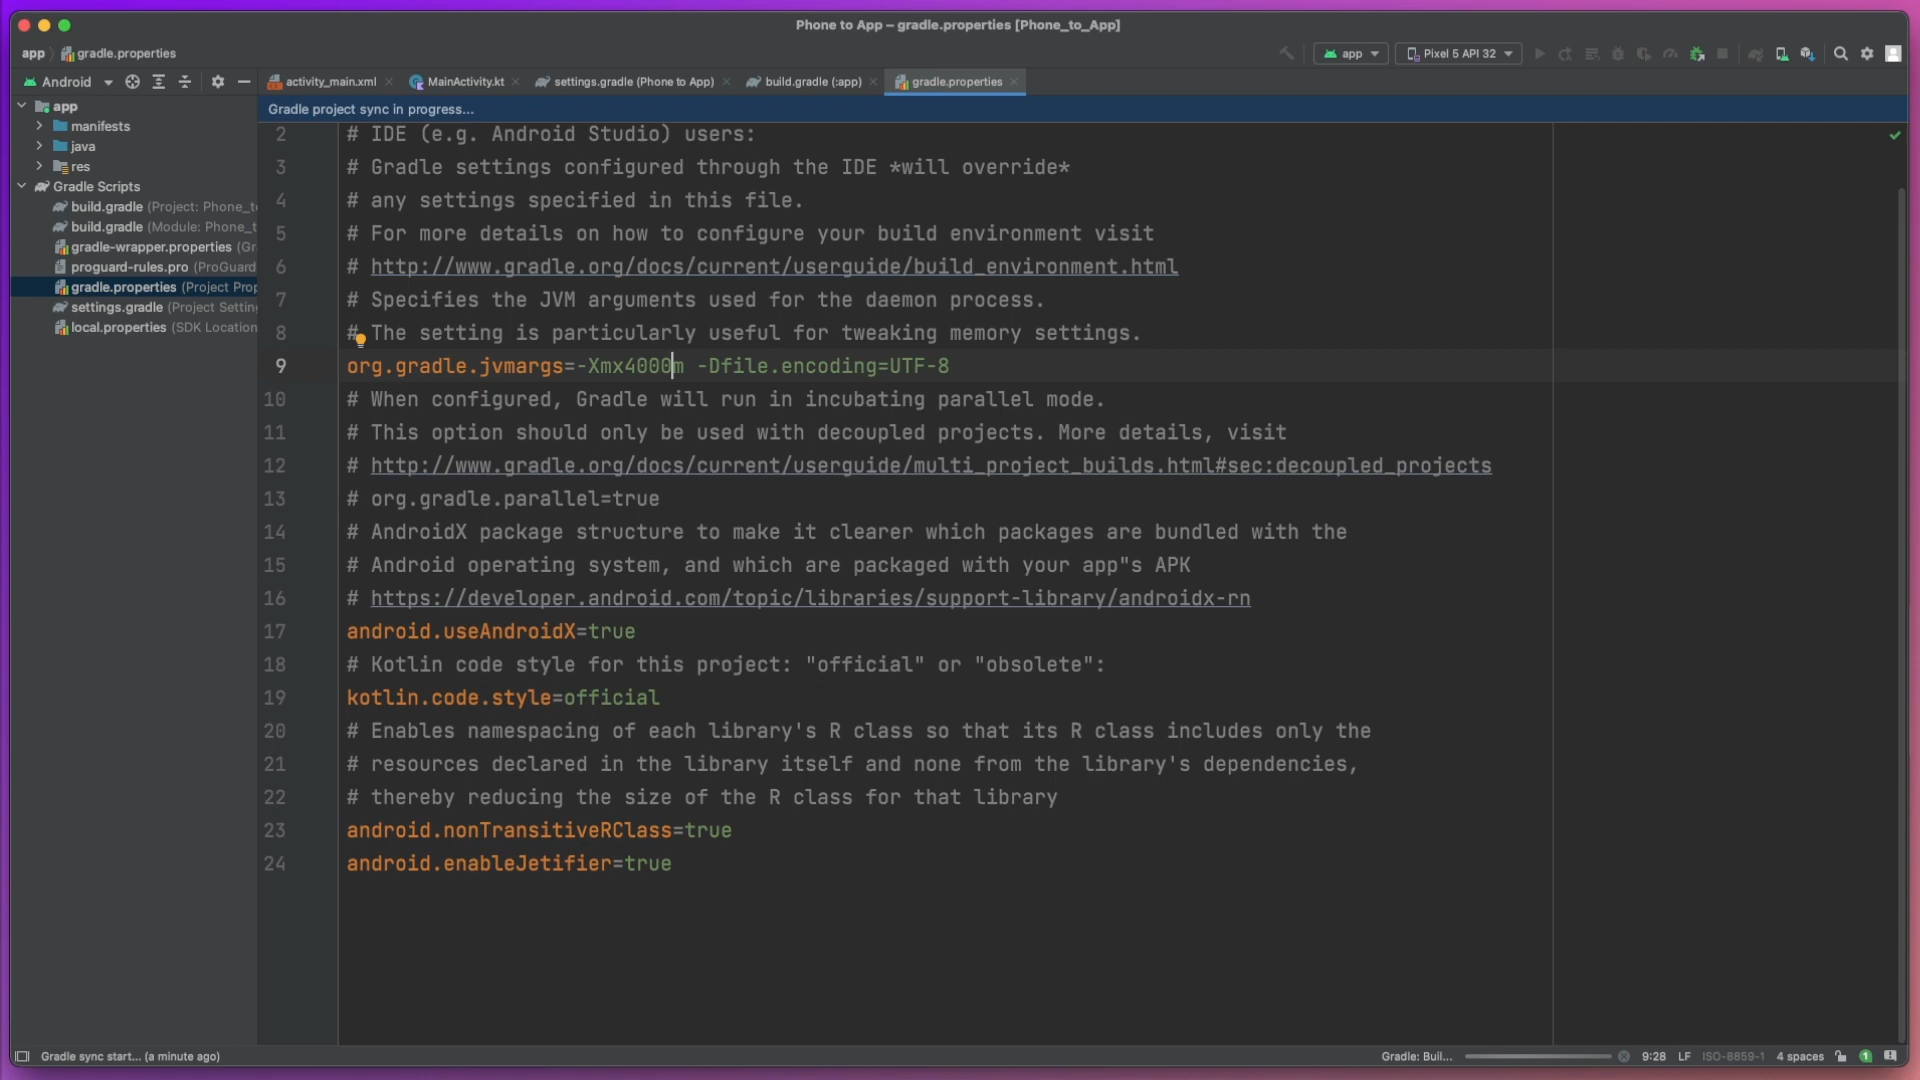 Phone to App – gradle.properties [Phone_to_App]
app
gradle.properties
app
Pixel 5 API 32
Android
activity_main.xml
MainActivity.kt
settings.gradle (Phone to App)
build.gradle (:app)
gradle.properties
app
manifests
java
res
Gradle Scripts
build.gradle (Project: Phone_to
build.gradle (Module: Phone_t
gradle-wrapper.properties (Gr
proguard-rules.pro (ProGuard
gradle.properties (Project Prop
settings.gradle (Project Settin
local.properties (SDK Location
Gradle project sync in progress...
2 # IDE (e.g. Android Studio) users:
3 # Gradle settings configured through the IDE *will override*
4 # any settings specified in this file.
5 # For more details on how to configure your build environment visit
6 # http://www.gradle.org/docs/current/userguide/build_environment.html
7 # Specifies the JVM arguments used for the daemon process.
8 # The setting is particularly useful for tweaking memory settings.
9 org.gradle.jvmargs=-Xmx4000m -Dfile.encoding=UTF-8
10 # When configured, Gradle will run in incubating parallel mode.
11 # This option should only be used with decoupled projects. More details, visit
12 # http://www.gradle.org/docs/current/userguide/multi_project_builds.html#sec:decoupled_projects
13 # org.gradle.parallel=true
14 # AndroidX package structure to make it clearer which packages are bundled with the
15 # Android operating system, and which are packaged with your app"s APK
16 # https://developer.android.com/topic/libraries/support-library/androidx-rn
17 android.useAndroidX=true
18 # Kotlin code style for this project: "official" or "obsolete":
19 kotlin.code.style=official
20 # Enables namespacing of each library's R class so that its R class includes only the
21 # resources declared in the library itself and none from the library's dependencies,
22 # thereby reducing the size of the R class for that library
23 android.nonTransitiveRClass=true
24 android.enableJetifier=true
Gradle sync start... (a minute ago)
Gradle: Buil...
9:28 LF ISO-8859-1 4 spaces 1